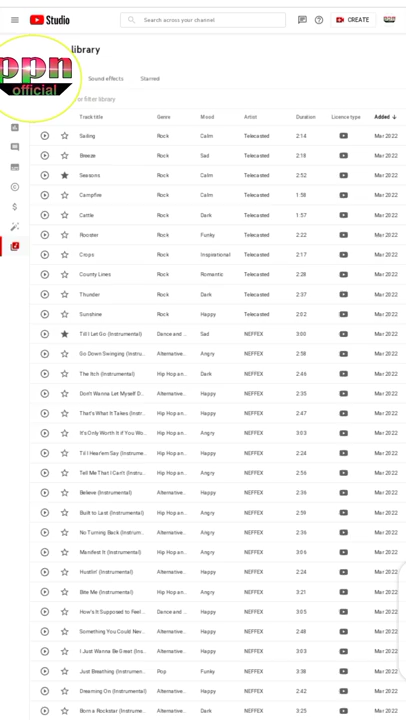 Studio
Search across your channel
CREATE
library
ppn
official
Sound effects Starred
or filter library
Track title Genre Mood Artist Duration Licence type Added
Sailing Rock Calm Telecasted 2:14 Mar 2022
Breeze Rock Sad Telecasted 2:18 Mar 2022
Seasons Rock Calm Telecasted 2:52 Mar 2022
Campfire Rock Calm Telecasted 1:58 Mar 2022
Cattle Rock Dark Telecasted 1:57 Mar 2022
Rooster Rock Funky Telecasted 2:22 Mar 2022
Crops Rock Inspirational Telecasted 2:17 Mar 2022
County Lines Rock Romantic Telecasted 2:28 Mar 2022
Thunder Rock Dark Telecasted 2:37 Mar 2022
Sunshine Rock Happy Telecasted 2:02 Mar 2022
Till I Let Go (Instrumental) Dance and ... Sad NEFFEX 3:00 Mar 2022
Go Down Swinging (Instru... Alternative... Angry NEFFEX 2:58 Mar 2022
The Itch (Instrumental) Hip Hop an... Dark NEFFEX 2:46 Mar 2022
Don't Wanna Let Myself D... Alternative... Happy NEFFEX 2:35 Mar 2022
That's What It Takes (Instr... Hip Hop an... Happy NEFFEX 2:47 Mar 2022
It's Only Worth It if You Wo... Hip Hop an... Angry NEFFEX 3:03 Mar 2022
Til I Hear'em Say (Instrume... Hip Hop an... Happy NEFFEX 2:24 Mar 2022
Tell Me That I Can't (Instru... Hip Hop an... Angry NEFFEX 2:56 Mar 2022
Believe (Instrumental) Alternative... Happy NEFFEX 2:36 Mar 2022
Built to Last (Instrumental) Hip Hop an... Angry NEFFEX 2:59 Mar 2022
No Turning Back (Instrum... Alternative... Angry NEFFEX 2:36 Mar 2022
Manifest It (Instrumental) Hip Hop an... Angry NEFFEX 3:06 Mar 2022
Hustlin' (Instrumental) Alternative... Happy NEFFEX 2:24 Mar 2022
Bite Me (Instrumental) Hip Hop an... Angry NEFFEX 3:21 Mar 2022
How's It Supposed to Feel ... Dance and ... Happy NEFFEX 3:05 Mar 2022
Something You Could Nev... Alternative... Happy NEFFEX 2:48 Mar 2022
I Just Wanna Be Great (Ins... Alternative... Happy NEFFEX 3:03 Mar 2022
Just Breathing (Instrumen... Pop Funky NEFFEX 3:38 Mar 2022
Dreaming On (Instrumental) Alternative... Happy NEFFEX 2:42 Mar 2022
Born a Rockstar (Instrume... Alternative... Dark NEFFEX 3:25 Mar 2022